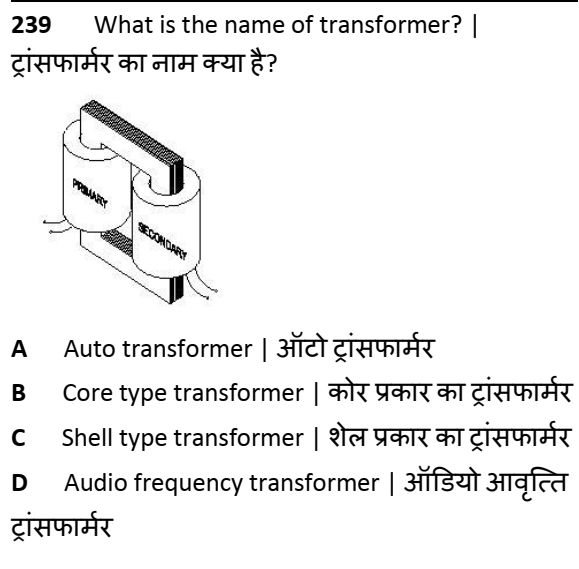 239 What is the name of transformer? |
ट्रांसफार्मर का नाम क्या है?
PRIMARY
SECONDARY
A Auto transformer | ऑटो ट्रांसफार्मर
B Core type transformer | कोर प्रकार का ट्रांसफार्मर
C Shell type transformer | शेल प्रकार का ट्रांसफार्मर
D Audio frequency transformer | ऑडियो आवृत्ति
ट्रांसफार्मर